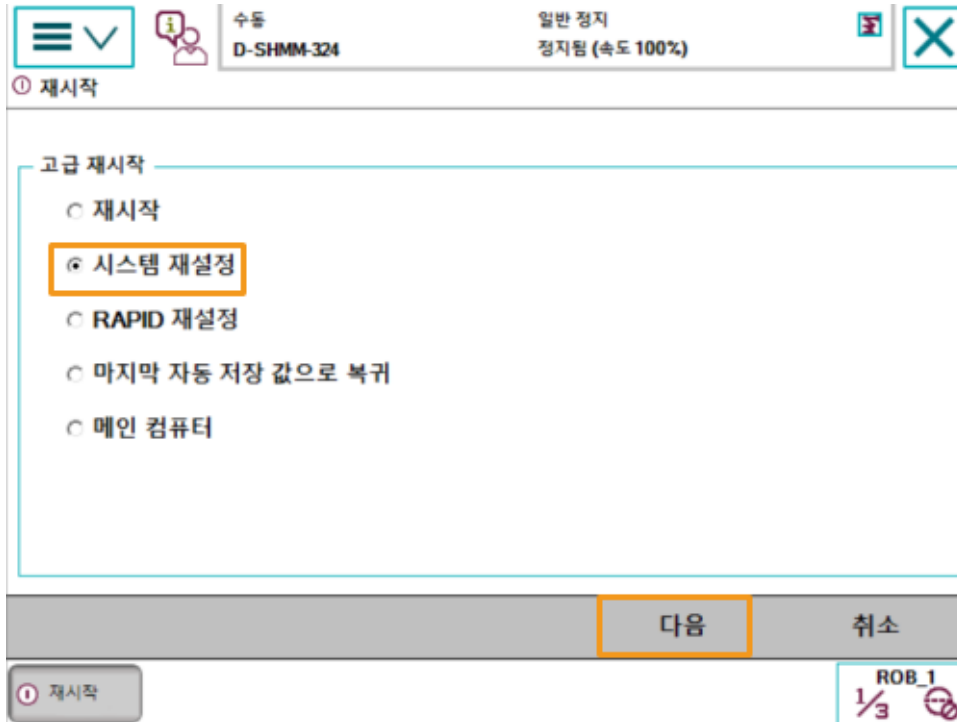 수동
D-SHMM-324
일반 정지
정지됨 (속도 100%)
재시작
고급 재시작
재시작
시스템 재설정
RAPID 재설정
마지막 자동 저장 값으로 복귀
메인 컴퓨터
다음
취소
재시작
ROB_1
1/3